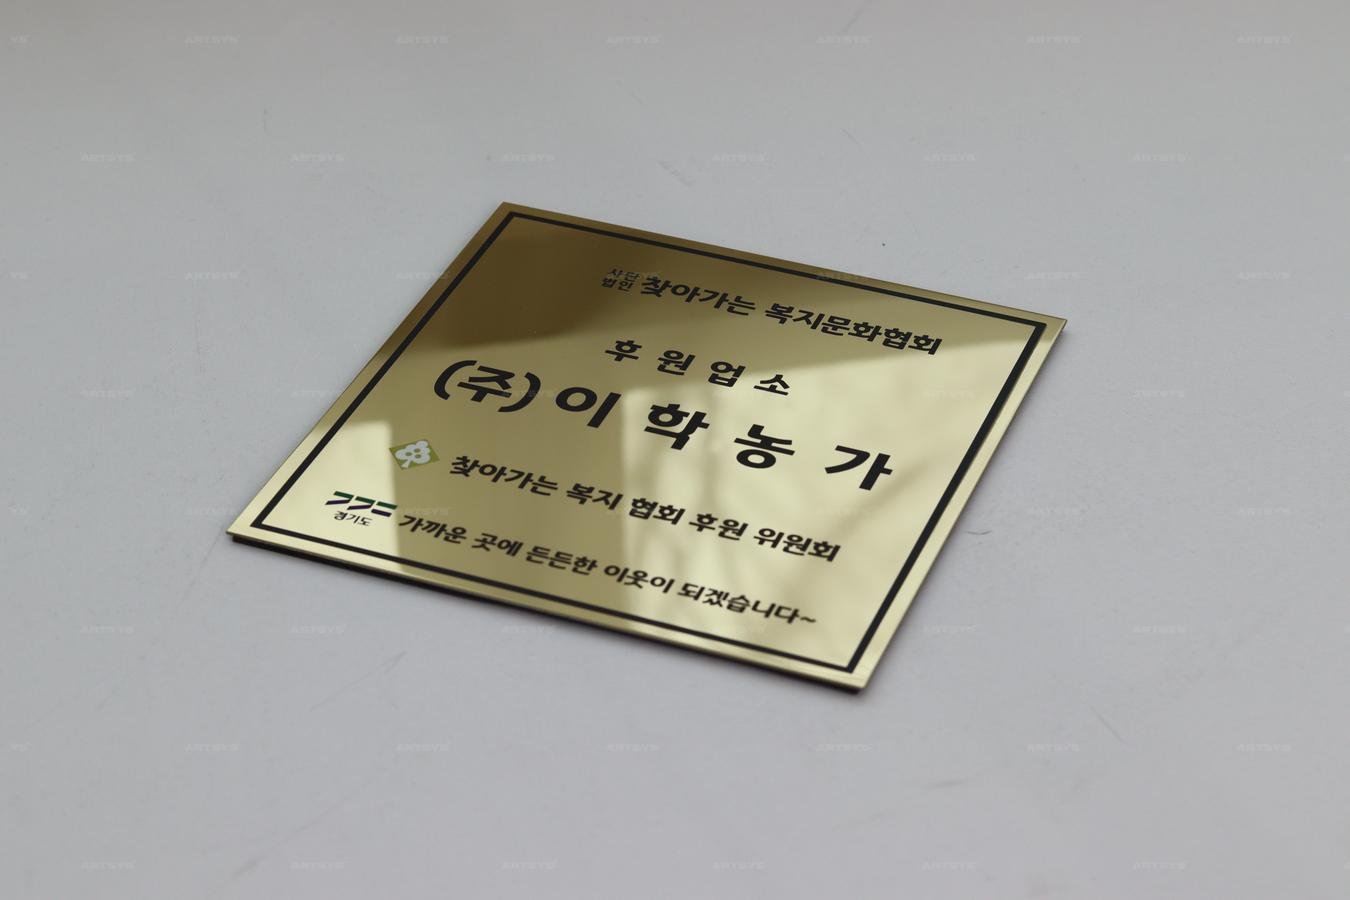 사단법인 찾아가는 복지문화협회
후원업소
(주)이학농가
찾아가는 복지 협회 후원 위원회
경기도 가까운 곳에 든든한 이웃이 되겠습니다~
ARTSYS